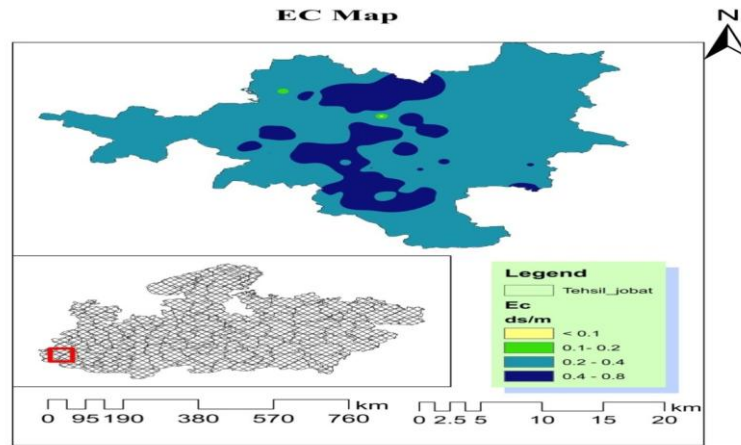 EC Map
N
Legend
Tehsil_jobat
Ec
ds/m
< 0.1
0.1- 0.2
0.2 - 0.4
0.4 - 0.8
km
0 95 190 380 570 760
km
0 2.5 5 10 15 20